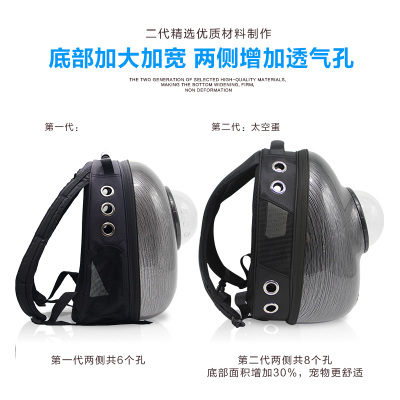 二代精选优质材料制作
底部加大加宽 两侧增加透气孔
THE TWO GENERATION OF SELECTED HIGH-QUALITY MATERIALS,
MAKING THE BOTTOM WIDENING, FIRM,
NON DEFORMATION
第一代：
第二代：太空蛋
第一代两侧共6个孔
第二代两侧共8个孔
底部面积增加30%，宠物更舒适